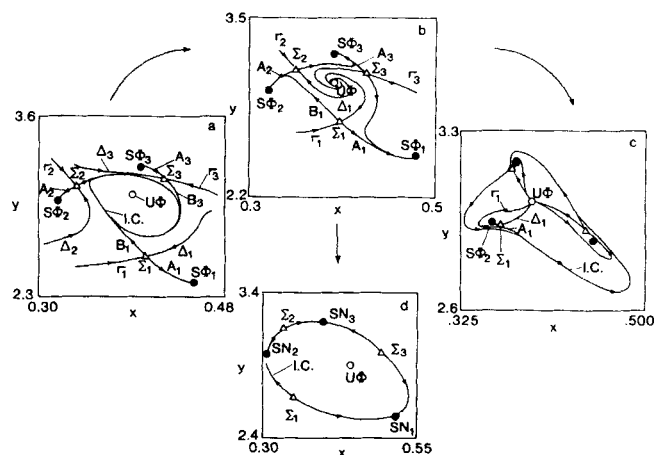 b
3.5
y
2.2
x
0.5
Γ2
Σ2
A2
SΦ2
SΦ3
A3
Σ3
Γ3
UΦ
Δ1
B1
Γ1
Σ1
A1
SΦ1
a
3.6
y
2.3
0.30
x
0.48
Δ3
Γ2
Σ2
A2
SΦ2
Δ2
SΦ3
A3
Σ3
Γ3
B3
UΦ
I.C.
B1
Δ1
Γ1
Σ1
A1
SΦ1
c
3.3
y
2.6
.325
x
.500
UΦ
Γ1
Δ1
A1
SΦ2
Σ1
I.C.
d
3.4
y
2.4
0.30
x
0.55
SN3
Σ2
SN2
I.C.
Σ3
UΦ
Σ1
SN1